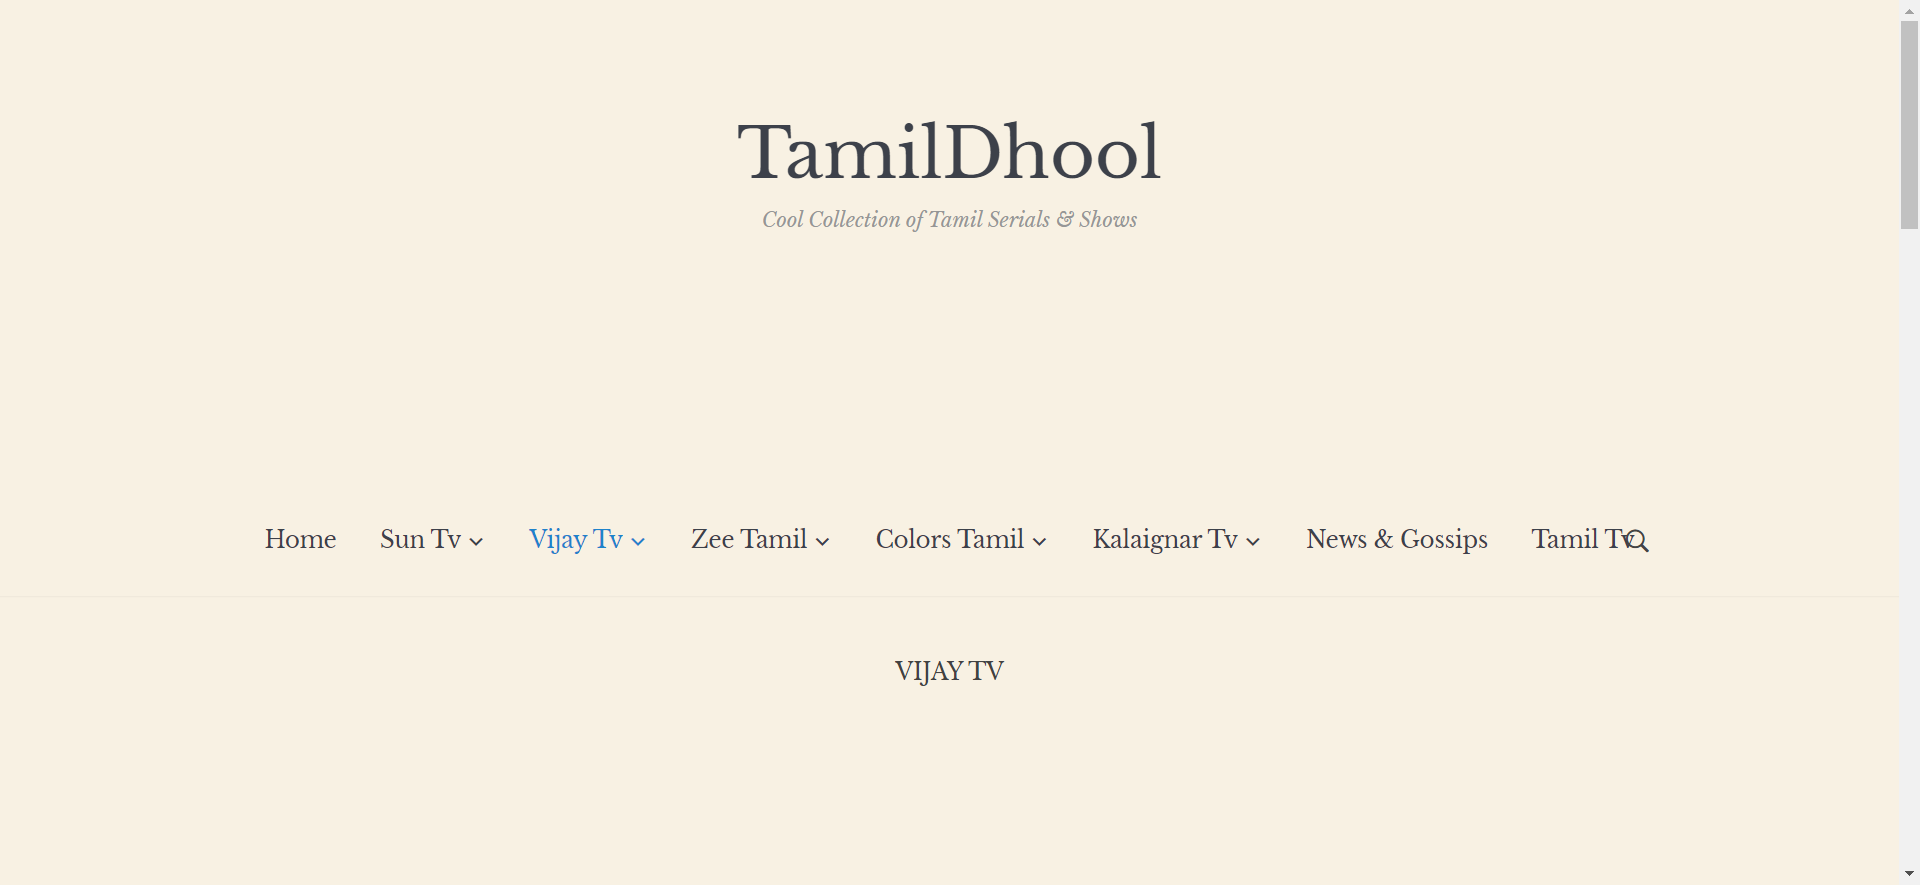 TamilDhool
Cool Collection of Tamil Serials & Shows
Home Sun Tv Vijay Tv Zee Tamil Colors Tamil Kalaignar Tv News & Gossips Tamil Tv
VIJAY TV